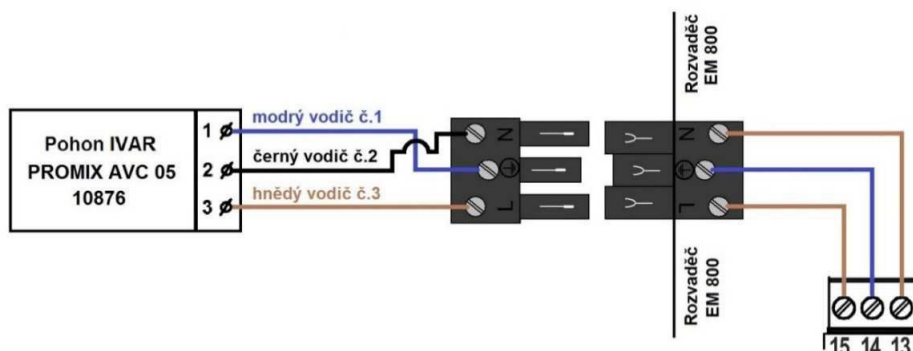 Rozvaděč
EM 800
Pohon IVAR
PROMIX AVC 05
10876
1
2
3
modrý vodič č.1
černý vodič č.2
hnědý vodič č.3
N
L
N
L
Rozvaděč
EM 800
15 14 13